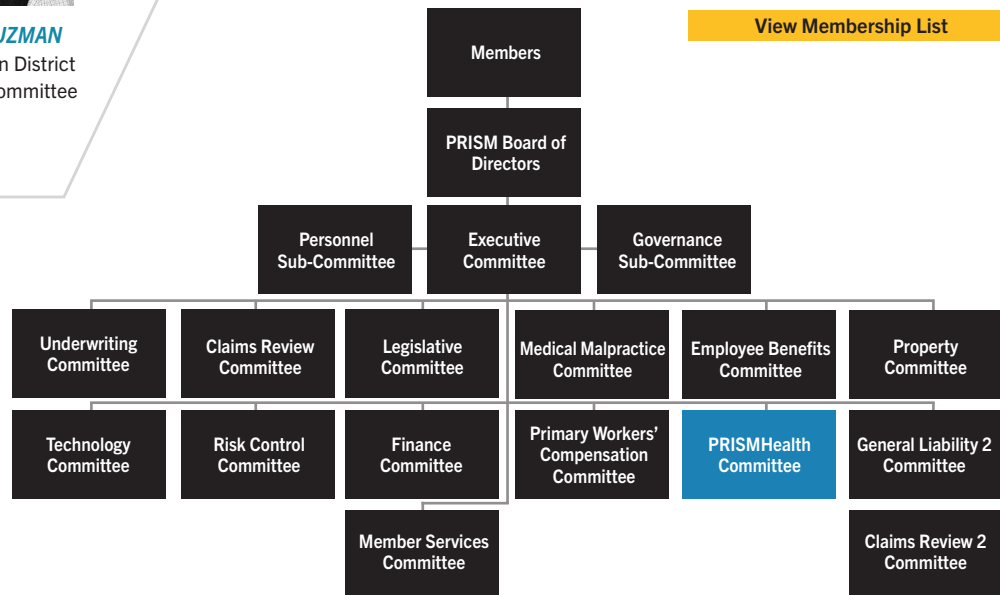 View Membership List
UZMAN
n District
ommittee
Members
PRISM Board of
Directors
Personnel
Sub-Committee
Executive
Committee
Governance
Sub-Committee
Underwriting
Committee
Claims Review
Committee
Legislative
Committee
Medical Malpractice
Committee
Employee Benefits
Committee
Property
Committee
Technology
Committee
Risk Control
Committee
Finance
Committee
Primary Workers'
Compensation
Committee
PRISMHealth
Committee
General Liability 2
Committee
Member Services
Committee
Claims Review 2
Committee